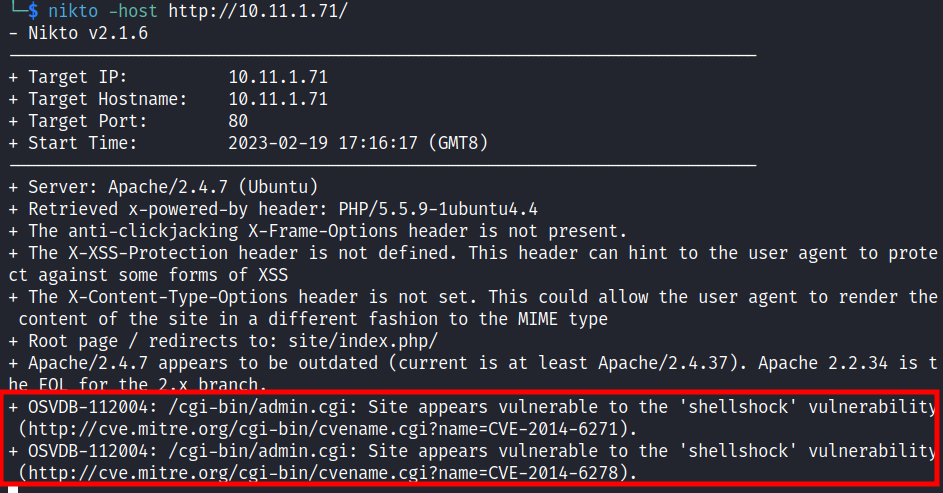 └─$ nikto -host http://10.11.1.71/
- Nikto v2.1.6
---------------------------------------------------------------------------
+ Target IP:          10.11.1.71
+ Target Hostname:    10.11.1.71
+ Target Port:        80
+ Start Time:         2023-02-19 17:16:17 (GMT8)
---------------------------------------------------------------------------
+ Server: Apache/2.4.7 (Ubuntu)
+ Retrieved x-powered-by header: PHP/5.5.9-1ubuntu4.4
+ The anti-clickjacking X-Frame-Options header is not present.
+ The X-XSS-Protection header is not defined. This header can hint to the user agent to prote
ct against some forms of XSS
+ The X-Content-Type-Options header is not set. This could allow the user agent to render the
 content of the site in a different fashion to the MIME type
+ Root page / redirects to: site/index.php/
+ Apache/2.4.7 appears to be outdated (current is at least Apache/2.4.37). Apache 2.2.34 is t
he EOL for the 2.x branch.
+ OSVDB-112004: /cgi-bin/admin.cgi: Site appears vulnerable to the 'shellshock' vulnerability
 (http://cve.mitre.org/cgi-bin/cvename.cgi?name=CVE-2014-6271).
+ OSVDB-112004: /cgi-bin/admin.cgi: Site appears vulnerable to the 'shellshock' vulnerability
 (http://cve.mitre.org/cgi-bin/cvename.cgi?name=CVE-2014-6278).